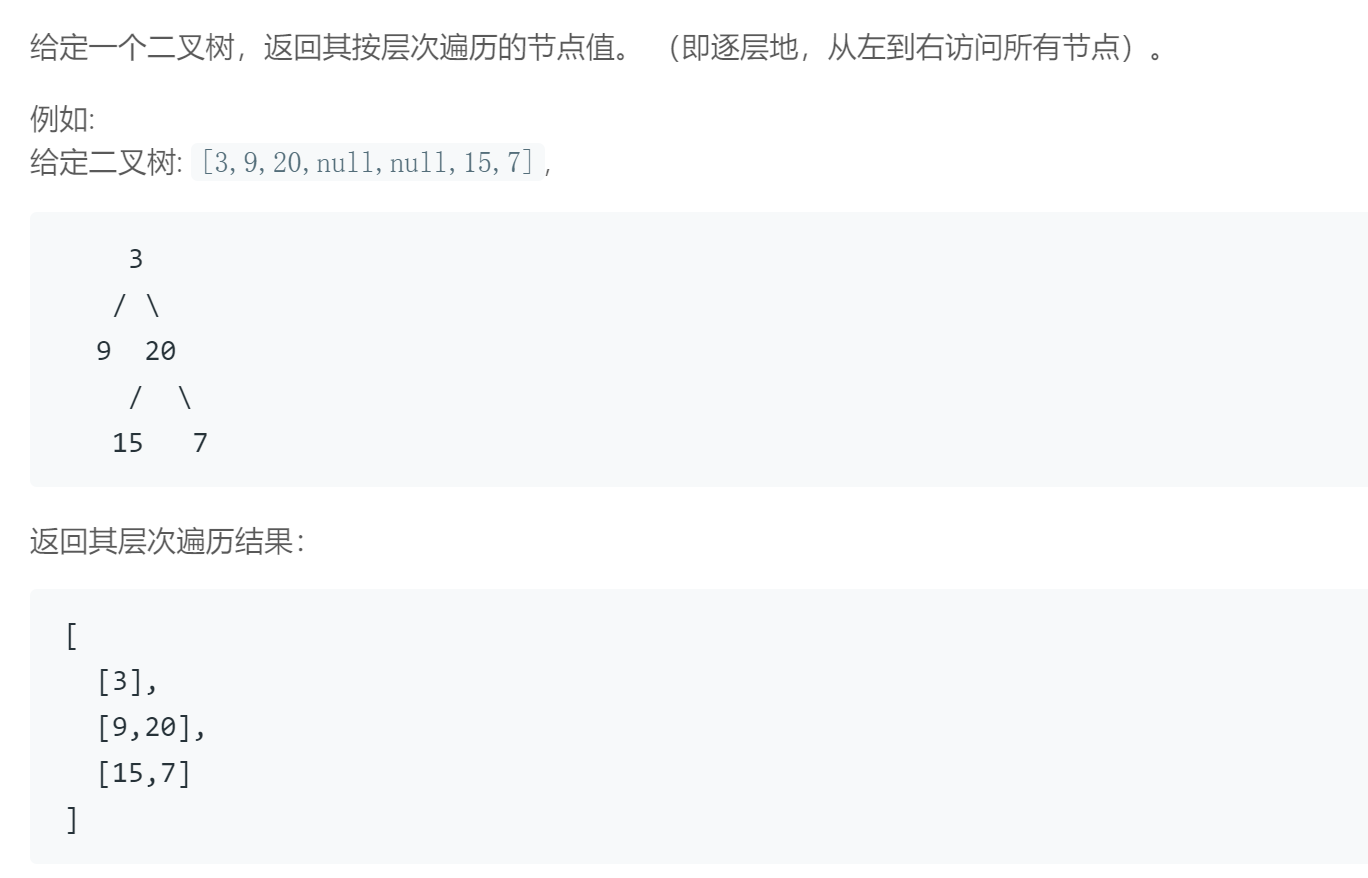 给定一个二叉树，返回其按层次遍历的节点值。 （即逐层地，从左到右访问所有节点）。
例如:
给定二叉树: [3,9,20,null,null,15,7],
    3
   / \
  9  20
    /  \
   15   7
返回其层次遍历结果：
[
  [3],
  [9,20],
  [15,7]
]